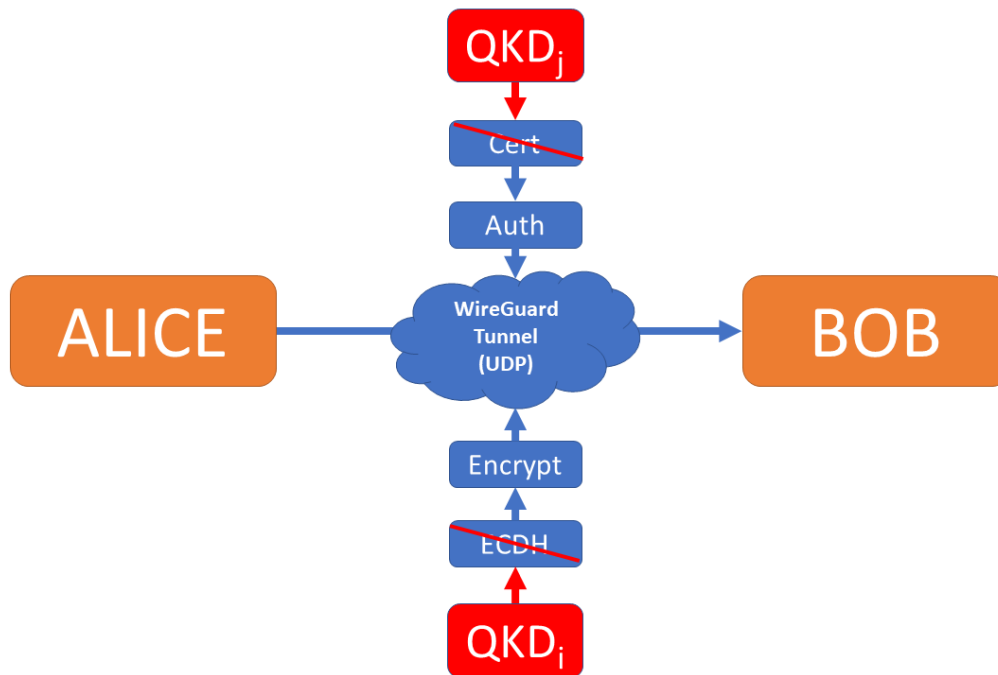 QKDj
Cert
Auth
ALICE
WireGuard
Tunnel
(UDP)
BOB
Encrypt
ECDH
QKDi